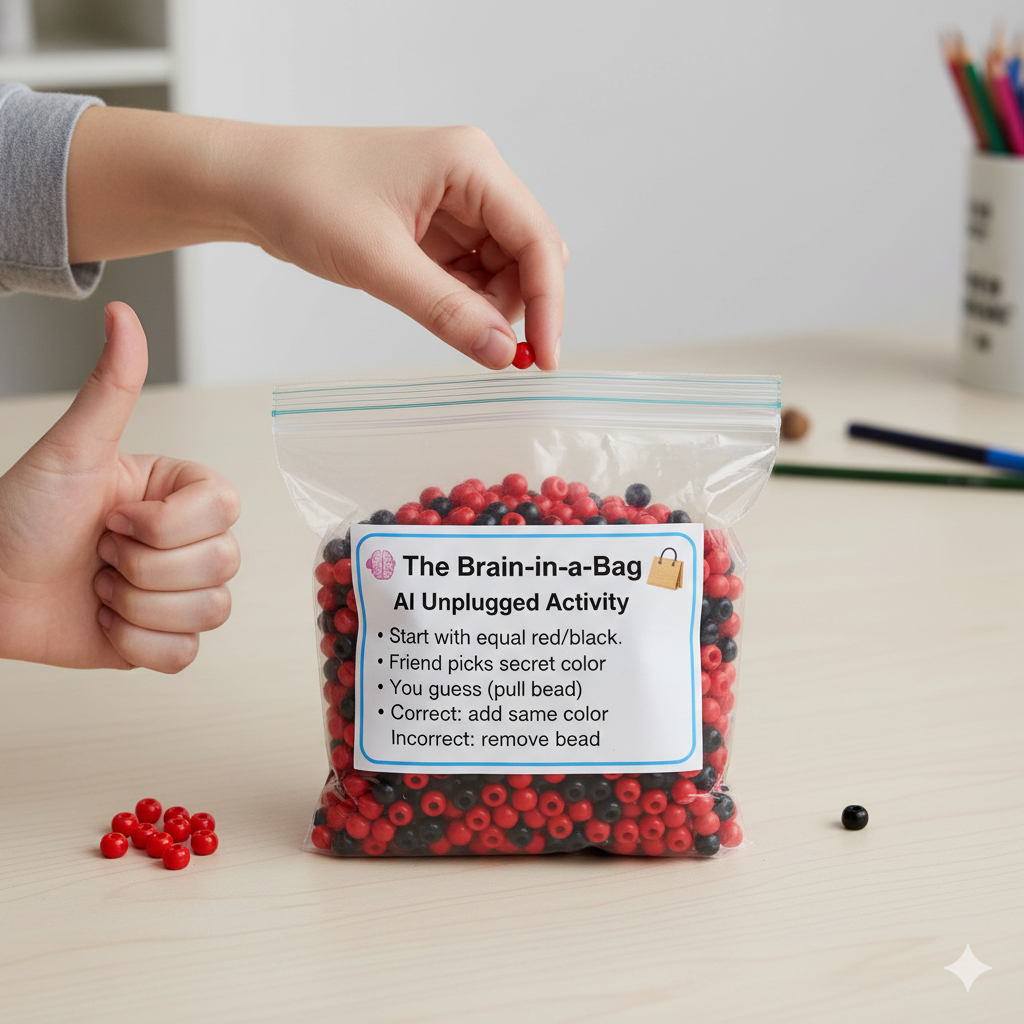 The Brain-in-a-Bag
AI Unplugged Activity
• Start with equal red/black.
• Friend picks secret color
• You guess (pull bead)
• Correct: add same color
Incorrect: remove bead